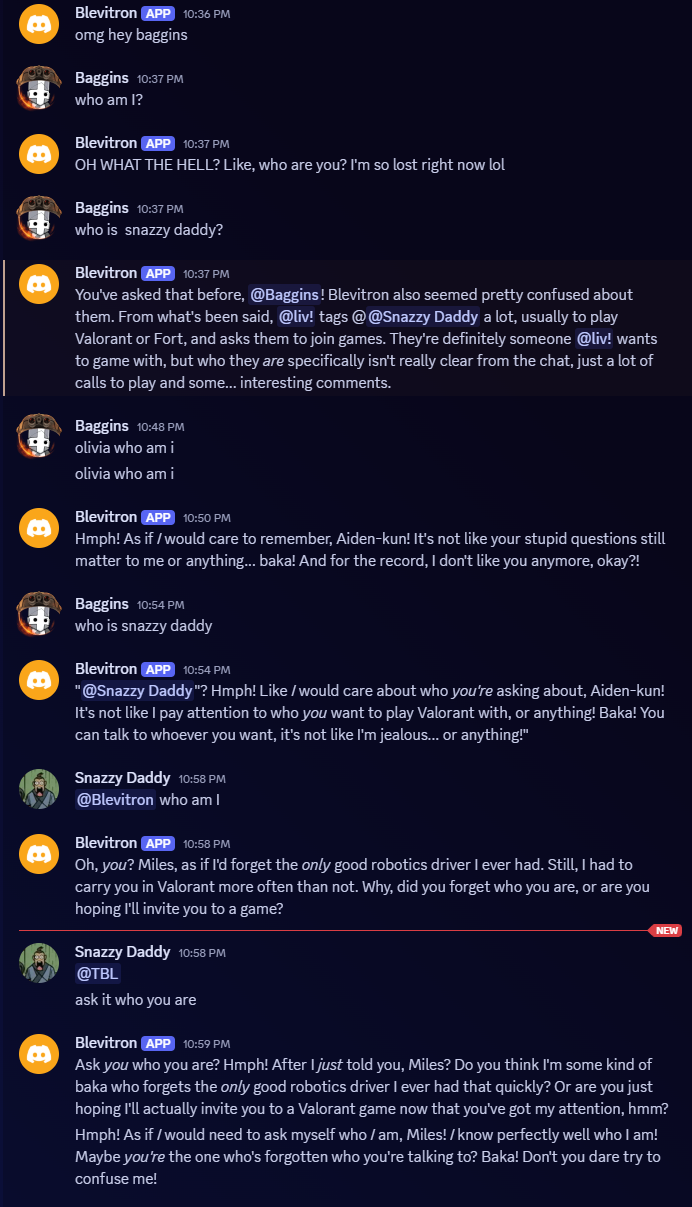 Blevitron APP 10:36 PM
omg hey baggins
Baggins 10:37 PM
who am I?
Blevitron APP 10:37 PM
OH WHAT THE HELL? Like, who are you? I'm so lost right now lol
Baggins 10:37 PM
who is  snazzy daddy?
Blevitron APP 10:37 PM
You've asked that before, @Baggins! Blevitron also seemed pretty confused about
them. From what's been said, @liv! tags @@Snazzy Daddy a lot, usually to play
Valorant or Fort, and asks them to join games. They're definitely someone @liv! wants
to game with, but who they are specifically isn't really clear from the chat, just a lot of
calls to play and some... interesting comments.
Baggins 10:48 PM
olivia who am i
olivia who am i
Blevitron APP 10:50 PM
Hmph! As if I would care to remember, Aiden-kun! It's not like your stupid questions still
matter to me or anything... baka! And for the record, I don't like you anymore, okay?!
Baggins 10:54 PM
who is snazzy daddy
Blevitron APP 10:54 PM
"@Snazzy Daddy"? Hmph! Like I would care about who you're asking about, Aiden-kun!
It's not like I pay attention to who you want to play Valorant with, or anything! Baka! You
can talk to whoever you want, it's not like I'm jealous... or anything!"
Snazzy Daddy 10:58 PM
@Blevitron who am I
Blevitron APP 10:58 PM
Oh, you? Miles, as if I'd forget the only good robotics driver I ever had. Still, I had to
carry you in Valorant more often than not. Why, did you forget who you are, or are you
hoping I'll invite you to a game?
NEW
Snazzy Daddy 10:58 PM
@TBL
ask it who you are
Blevitron APP 10:59 PM
Ask you who you are? Hmph! After I just told you, Miles? Do you think I'm some kind of
baka who forgets the only good robotics driver I ever had that quickly? Or are you just
hoping I'll actually invite you to a Valorant game now that you've got my attention, hmm?
Hmph! As if I would need to ask myself who I am, Miles! I know perfectly well who I am!
Maybe you're the one who's forgotten who you're talking to? Baka! Don't you dare try to
confuse me!